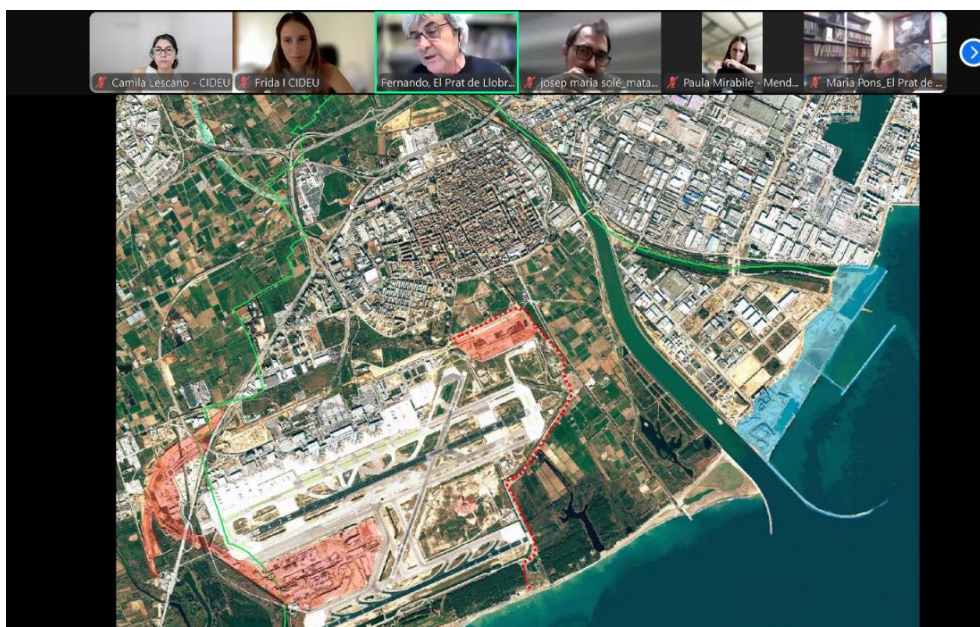 Camila Lescano - CIDEU
Frida I CIDEU
Fernando, El Prat de Llobr...
josep maria solé_mata...
Paula Mirabile - Mend...
Maria Pons_El Prat de ...